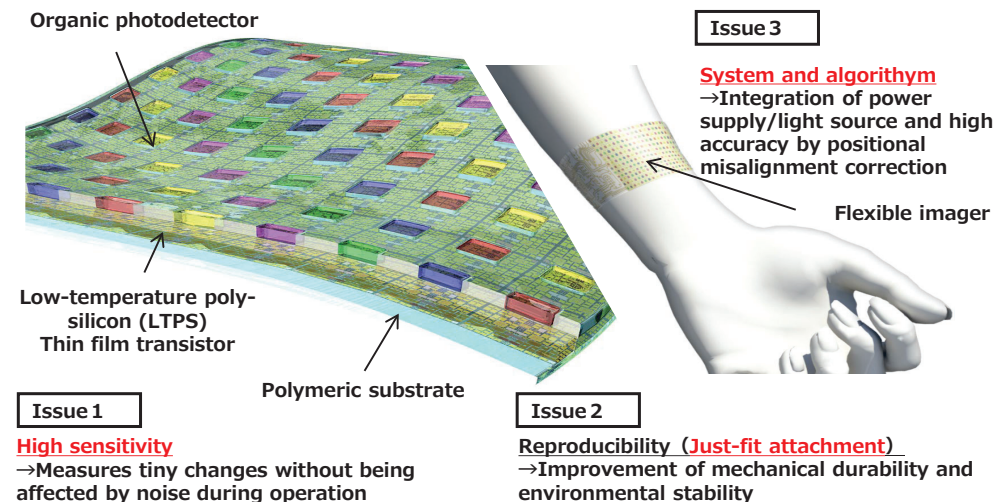 Organic photodetector
Low-temperature poly-
silicon (LTPS)
Thin film transistor
Polymeric substrate
Issue 1
High sensitivity
→Measures tiny changes without being
affected by noise during operation
Issue 3
System and algorithym
→Integration of power
supply/light source and high
accuracy by positional
misalignment correction
Flexible imager
Issue 2
Reproducibility (Just-fit attachment)
→Improvement of mechanical durability and
environmental stability